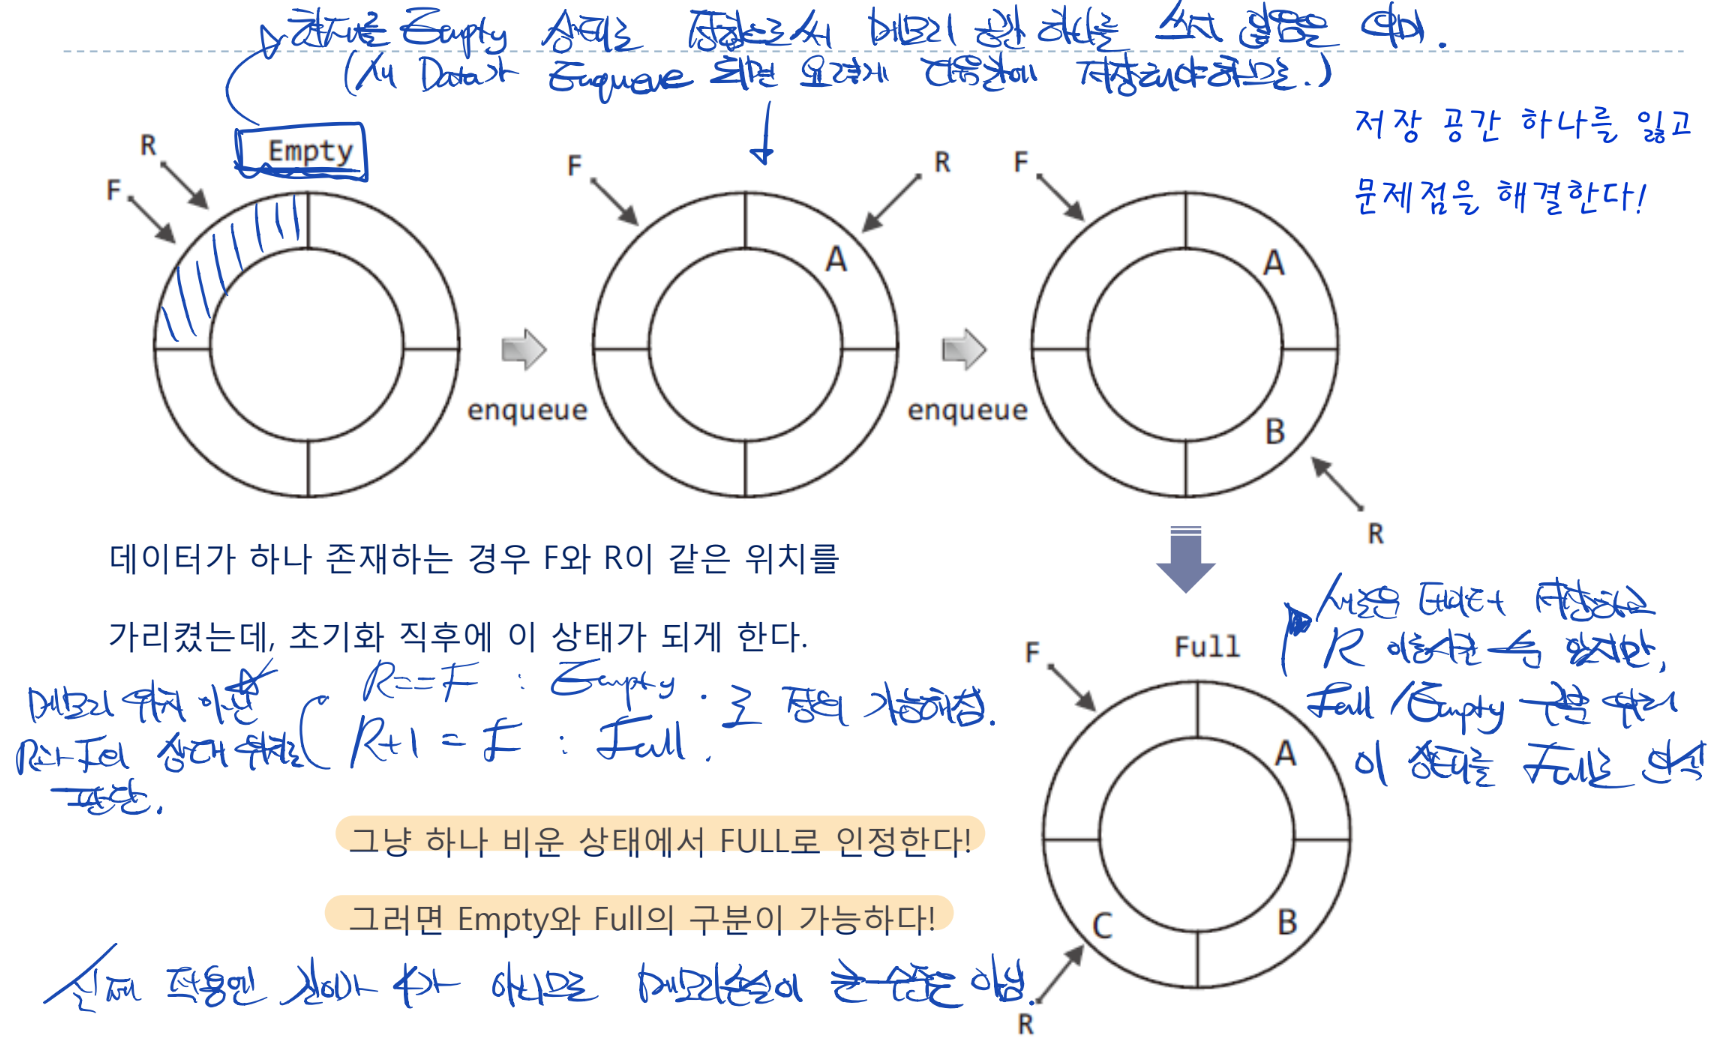 현재를 Empty 상태로 정함으로써 메모리 공간 하나를 쓰지 않음을 의미.
(새 Data가 Enqueue 되면 요렇게 다음칸에 저장해야하므로.)
저장 공간 하나를 잃고
문제점을 해결한다!
R
Empty
F
F
R
F
A
A
enqueue
enqueue
B
R
데이터가 하나 존재하는 경우 F와 R이 같은 위치를
가리켰는데, 초기화 직후에 이 상태가 되게 한다.
새로운 데이터 저장하고
R 이동시킬 수 있지만,
Full / Empty 구분 위해
이 상태를 Full로 인식
F
Full
메모리 위치 아닌
R과 F의 상대 위치로
판단.
R==F : Empty.
R+1 = F : Full.
로 정의 가능해짐.
A
그냥 하나 비운 상태에서 FULL로 인정한다!
그러면 Empty와 Full의 구분이 가능하다!
C
B
실제 적용엔 길이가 4가 아니므로 메모리손실이 큰 수준은 아님.
R